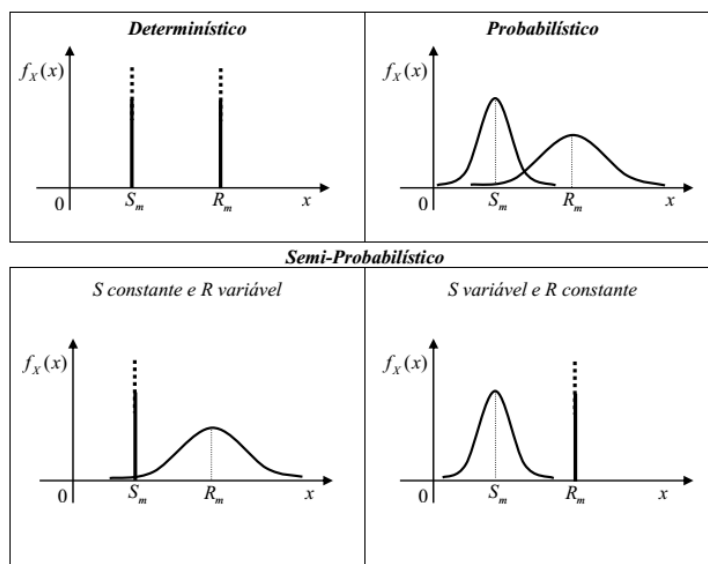 Determinístico
f_X(x)
0
S_m
R_m
x
Probabilístico
f_X(x)
0
S_m
R_m
x
Semi-Probabilístico
S constante e R variável
f_X(x)
0
S_m
R_m
x
S variável e R constante
f_X(x)
0
S_m
R_m
x